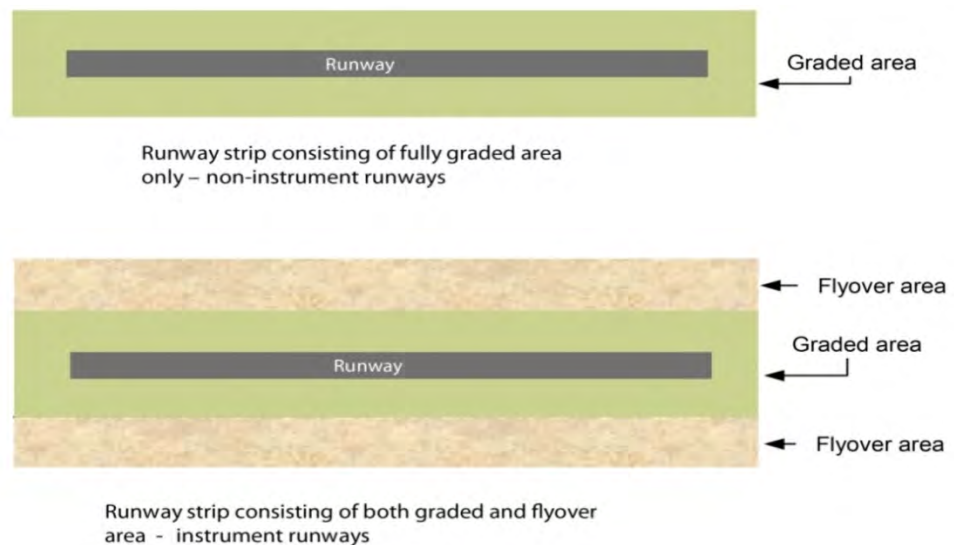 Runway
Graded area
Runway strip consisting of fully graded area
only – non-instrument runways
Flyover area
Graded area
Runway
Flyover area
Runway strip consisting of both graded and flyover
area - instrument runways